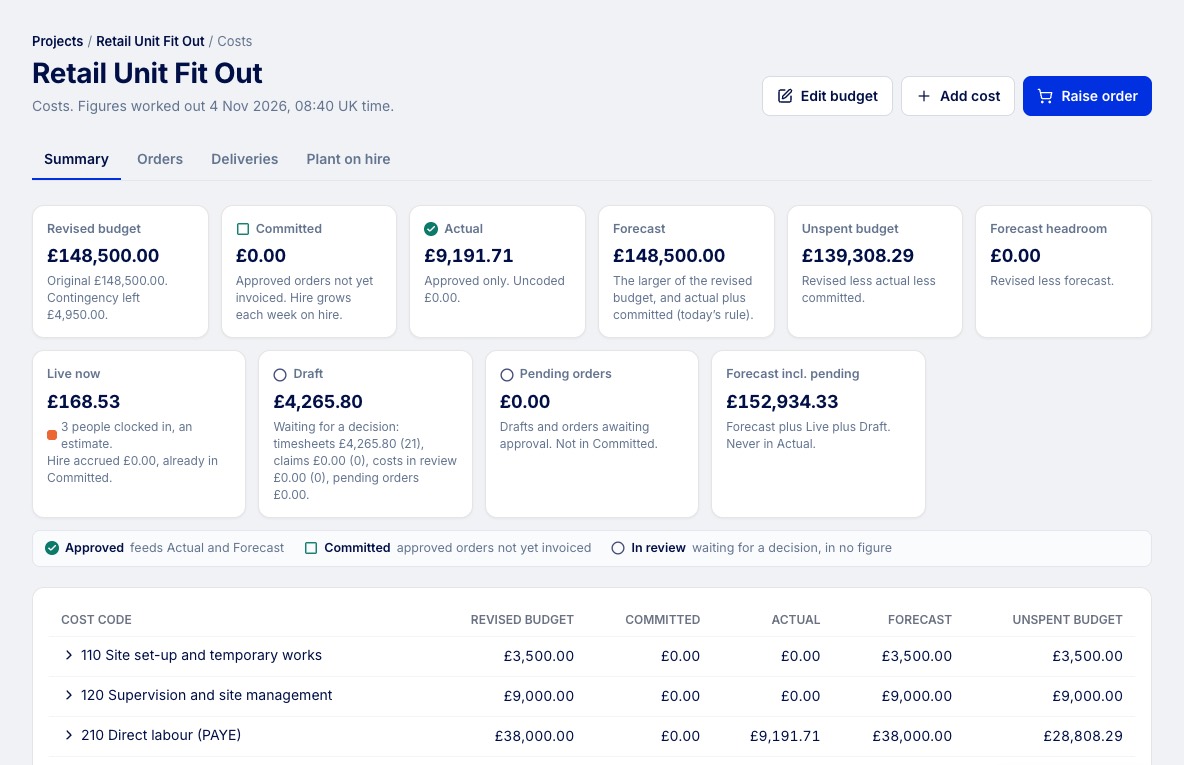 Projects / Retail Unit Fit Out / Costs
Retail Unit Fit Out
Costs. Figures worked out 4 Nov 2026, 08:40 UK time.
Edit budget
Add cost
Raise order
Summary
Orders
Deliveries
Plant on hire
Revised budget
£148,500.00
Original £148,500.00.
Contingency left
£4,950.00.
Committed
£0.00
Approved orders not yet
invoiced. Hire grows
each week on hire.
Actual
£9,191.71
Approved only. Uncoded
£0.00.
Forecast
£148,500.00
The larger of the revised
budget, and actual plus
committed (today's rule).
Unspent budget
£139,308.29
Revised less actual less
committed.
Forecast headroom
£0.00
Revised less forecast.
Live now
£168.53
3 people clocked in, an
estimate.
Hire accrued £0.00, already in
Committed.
Draft
£4,265.80
Waiting for a decision:
timesheets £4,265.80 (21),
claims £0.00 (0), costs in review
£0.00 (0), pending orders
£0.00.
Pending orders
£0.00
Drafts and orders awaiting
approval. Not in Committed.
Forecast incl. pending
£152,934.33
Forecast plus Live plus Draft.
Never in Actual.
Approved feeds Actual and Forecast
Committed approved orders not yet invoiced
In review waiting for a decision, in no figure
COST CODE REVISED BUDGET COMMITTED ACTUAL FORECAST UNSPENT BUDGET
110 Site set-up and temporary works £3,500.00 £0.00 £0.00 £3,500.00 £3,500.00
120 Supervision and site management £9,000.00 £0.00 £0.00 £9,000.00 £9,000.00
210 Direct labour (PAYE) £38,000.00 £0.00 £9,191.71 £38,000.00 £28,808.29